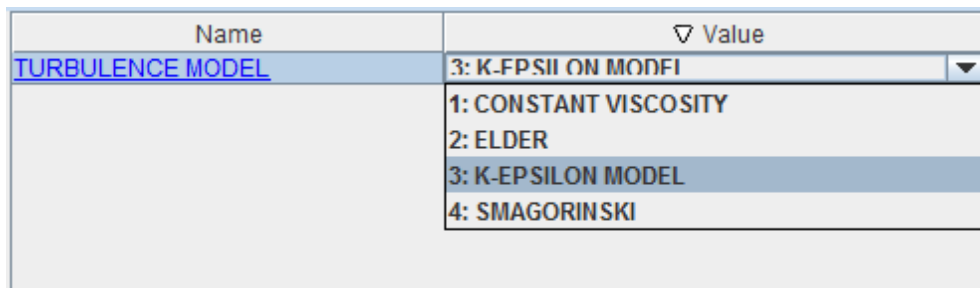 Name
Value
TURBULENCE MODEL
3: K-EPSILON MODEL
1: CONSTANT VISCOSITY
2: ELDER
3: K-EPSILON MODEL
4: SMAGORINSKI